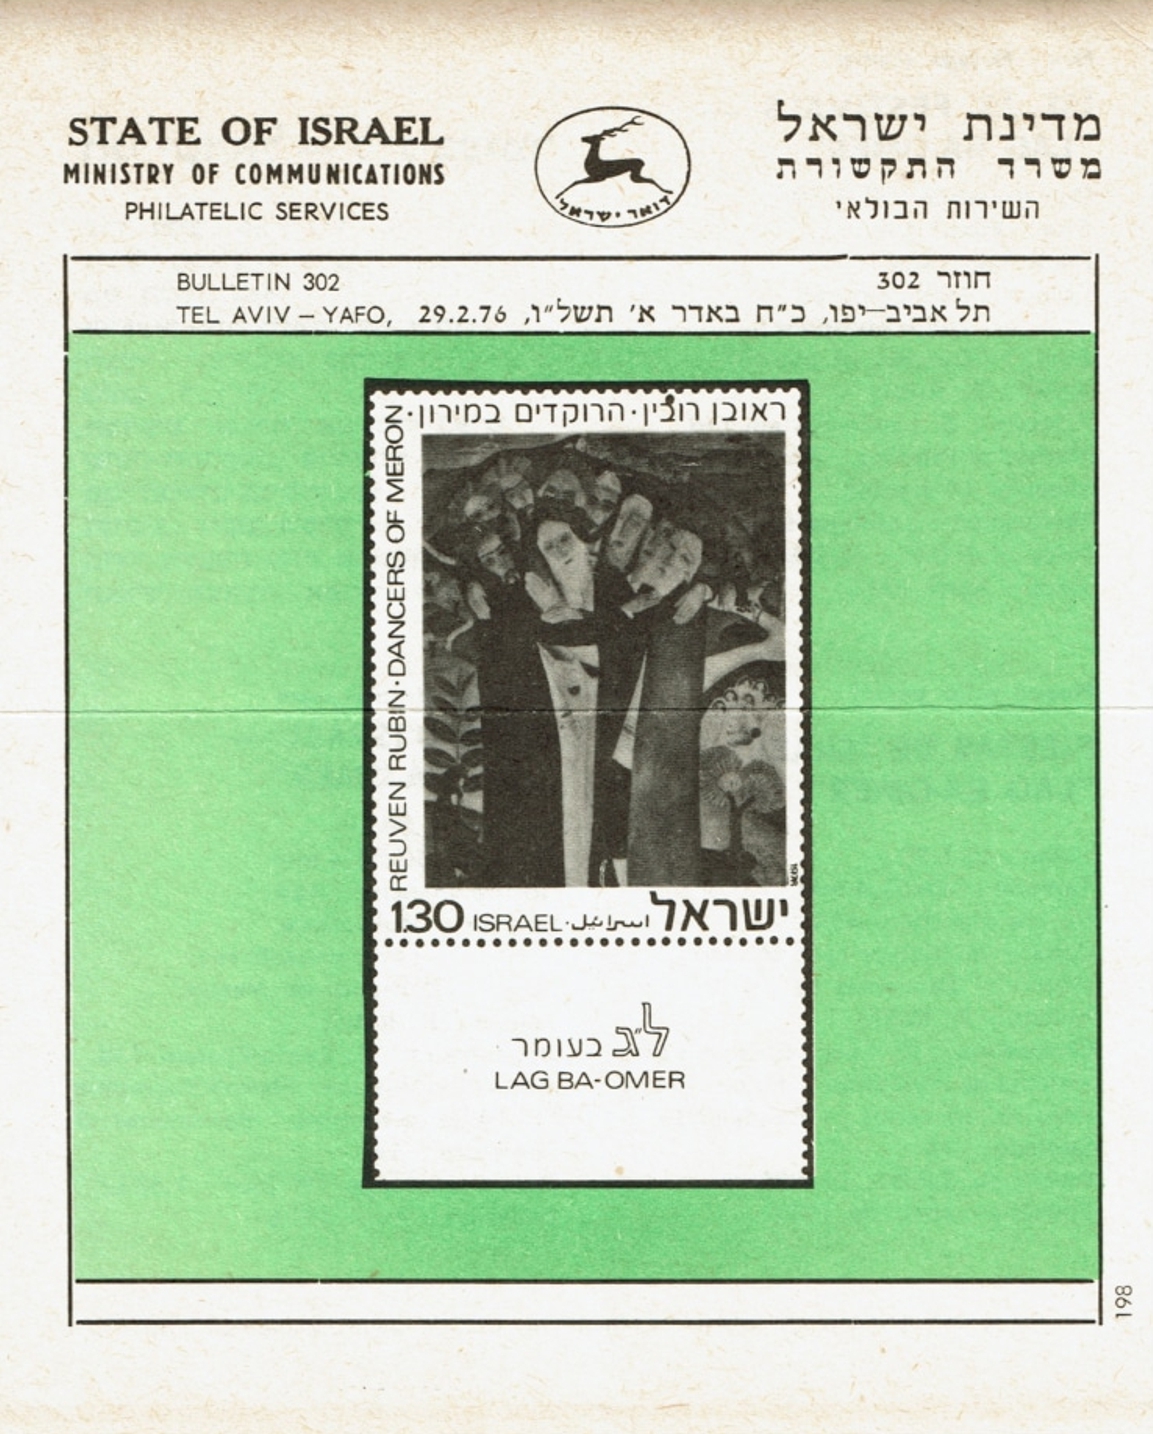 STATE OF ISRAEL
MINISTRY OF COMMUNICATIONS
PHILATELIC SERVICES
דואר ישראל
מדינת ישראל
משרד התקשורת
השירות הבולאי
BULLETIN 302
חוזר 302
TEL AVIV – YAFO, 29.2.76 תל אביב–יפו, כ"ח באדר א' תשל"ו,
ראובן רובין · הרוקדים במירון ·
REUVEN RUBIN · DANCERS OF MERON
1.30 ISRAEL · اسرائيل ישראל
ל"ג בעומר
LAG BA-OMER
198